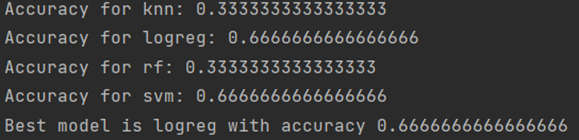 Accuracy for knn: 0.3333333333333333
Accuracy for logreg: 0.6666666666666666
Accuracy for rf: 0.3333333333333333
Accuracy for svm: 0.6666666666666666
Best model is logreg with accuracy 0.6666666666666666